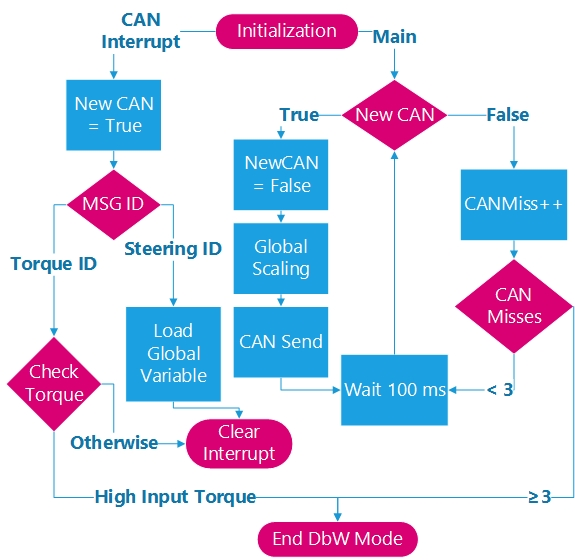 CAN
Interrupt
Initialization
Main
New CAN
= True
True
New CAN
False
NewCAN
= False
MSG ID
CANMiss++
Torque ID
Steering ID
Global
Scaling
CAN
Misses
Load
Global
Variable
CAN Send
Check
Torque
Wait 100 ms
< 3
Otherwise
Clear
Interrupt
High Input Torque
≥3
End DbW Mode